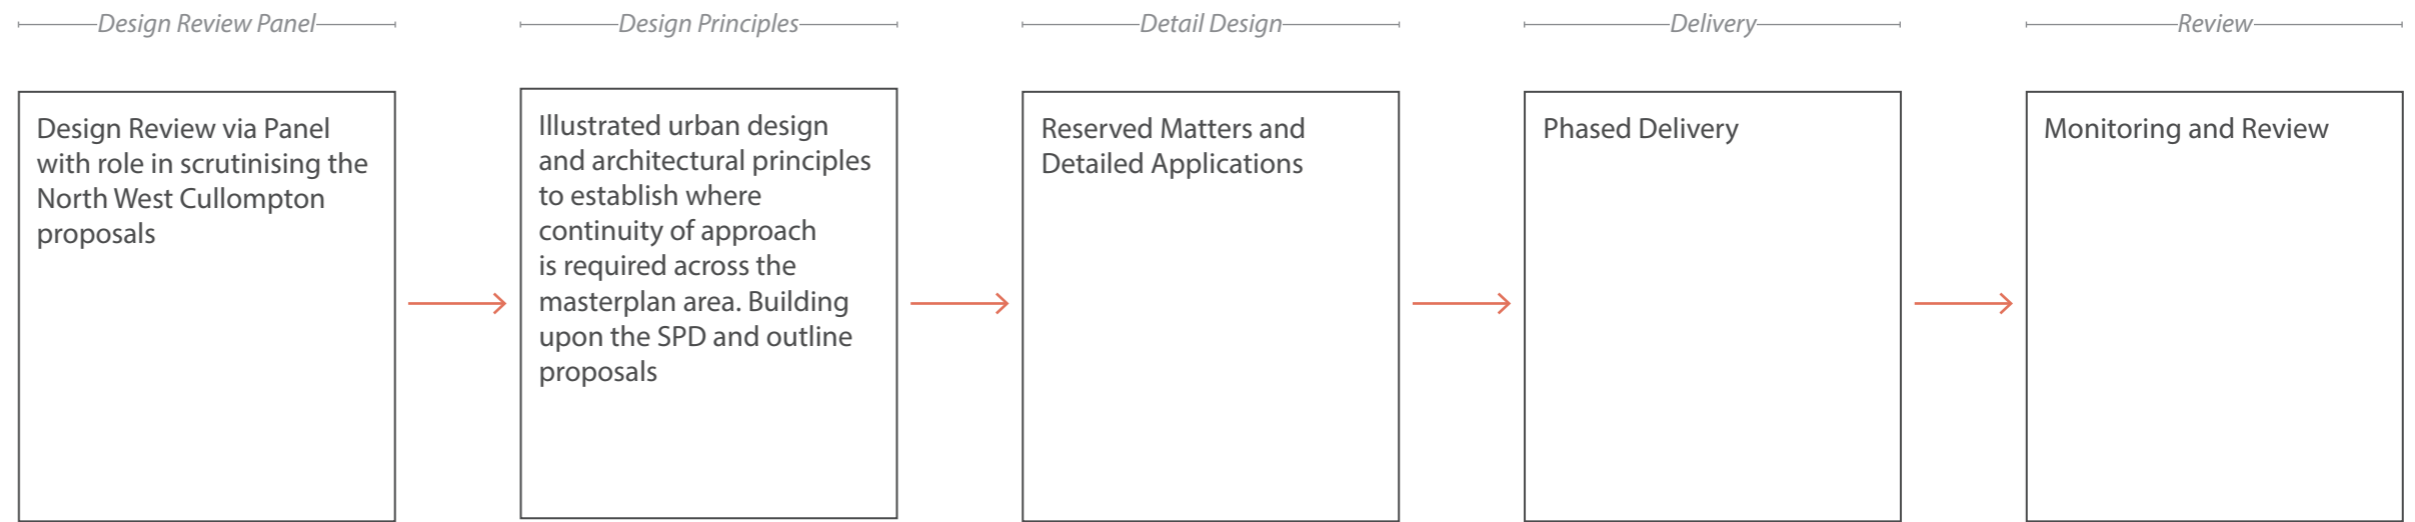 Design Review Panel
Design Principles
Detail Design
Delivery
Review
Design Review via Panel
with role in scrutinising the
North West Cullompton
proposals
Illustrated urban design
and architectural principles
to establish where
continuity of approach
is required across the
masterplan area. Building
upon the SPD and outline
proposals
Reserved Matters and
Detailed Applications
Phased Delivery
Monitoring and Review